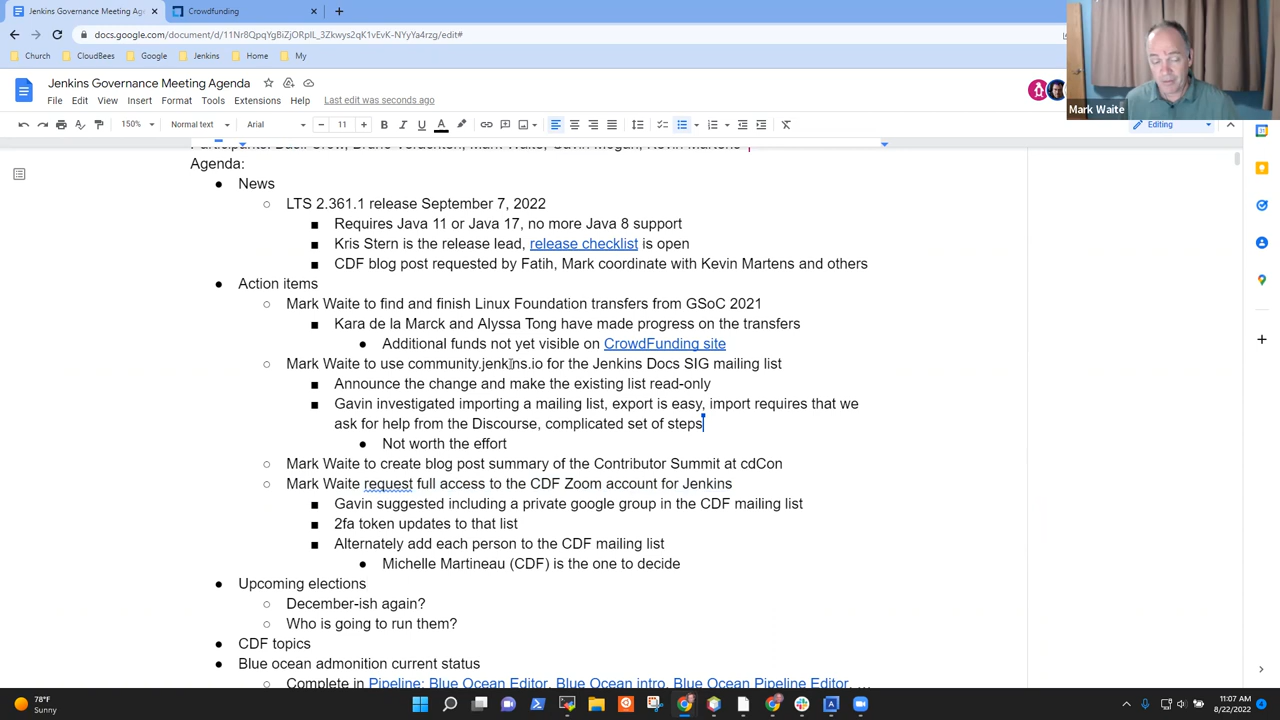 Jenkins Governance Meeting Agenda
Crowdfunding
docs.google.com/document/d/11Nr8QpqYgBiZjORpIL_3Zkwys2qK1vEvK-NYyYa4rzg/edit#
Church
CloudBees
Google
Jenkins
Home
My
Mark Waite
Jenkins Governance Meeting Agenda
File Edit View Insert Format Tools Extensions Help Last edit was seconds ago
150% Normal text Arial 11 Editing
Agenda:
● News
○ LTS 2.361.1 release September 7, 2022
■ Requires Java 11 or Java 17, no more Java 8 support
■ Kris Stern is the release lead, release checklist is open
■ CDF blog post requested by Fatih, Mark coordinate with Kevin Martens and others
● Action items
○ Mark Waite to find and finish Linux Foundation transfers from GSoC 2021
■ Kara de la Marck and Alyssa Tong have made progress on the transfers
● Additional funds not yet visible on CrowdFunding site
○ Mark Waite to use community.jenkins.io for the Jenkins Docs SIG mailing list
■ Announce the change and make the existing list read-only
■ Gavin investigated importing a mailing list, export is easy, import requires that we
ask for help from the Discourse, complicated set of steps
● Not worth the effort
○ Mark Waite to create blog post summary of the Contributor Summit at cdCon
○ Mark Waite request full access to the CDF Zoom account for Jenkins
■ Gavin suggested including a private google group in the CDF mailing list
■ 2fa token updates to that list
■ Alternately add each person to the CDF mailing list
● Michelle Martineau (CDF) is the one to decide
● Upcoming elections
○ December-ish again?
○ Who is going to run them?
● CDF topics
● Blue ocean admonition current status
○ Complete in Pipeline: Blue Ocean Editor, Blue Ocean intro, Blue Ocean Pipeline Editor, ...
78°F
Sunny
11:07 AM
8/22/2022